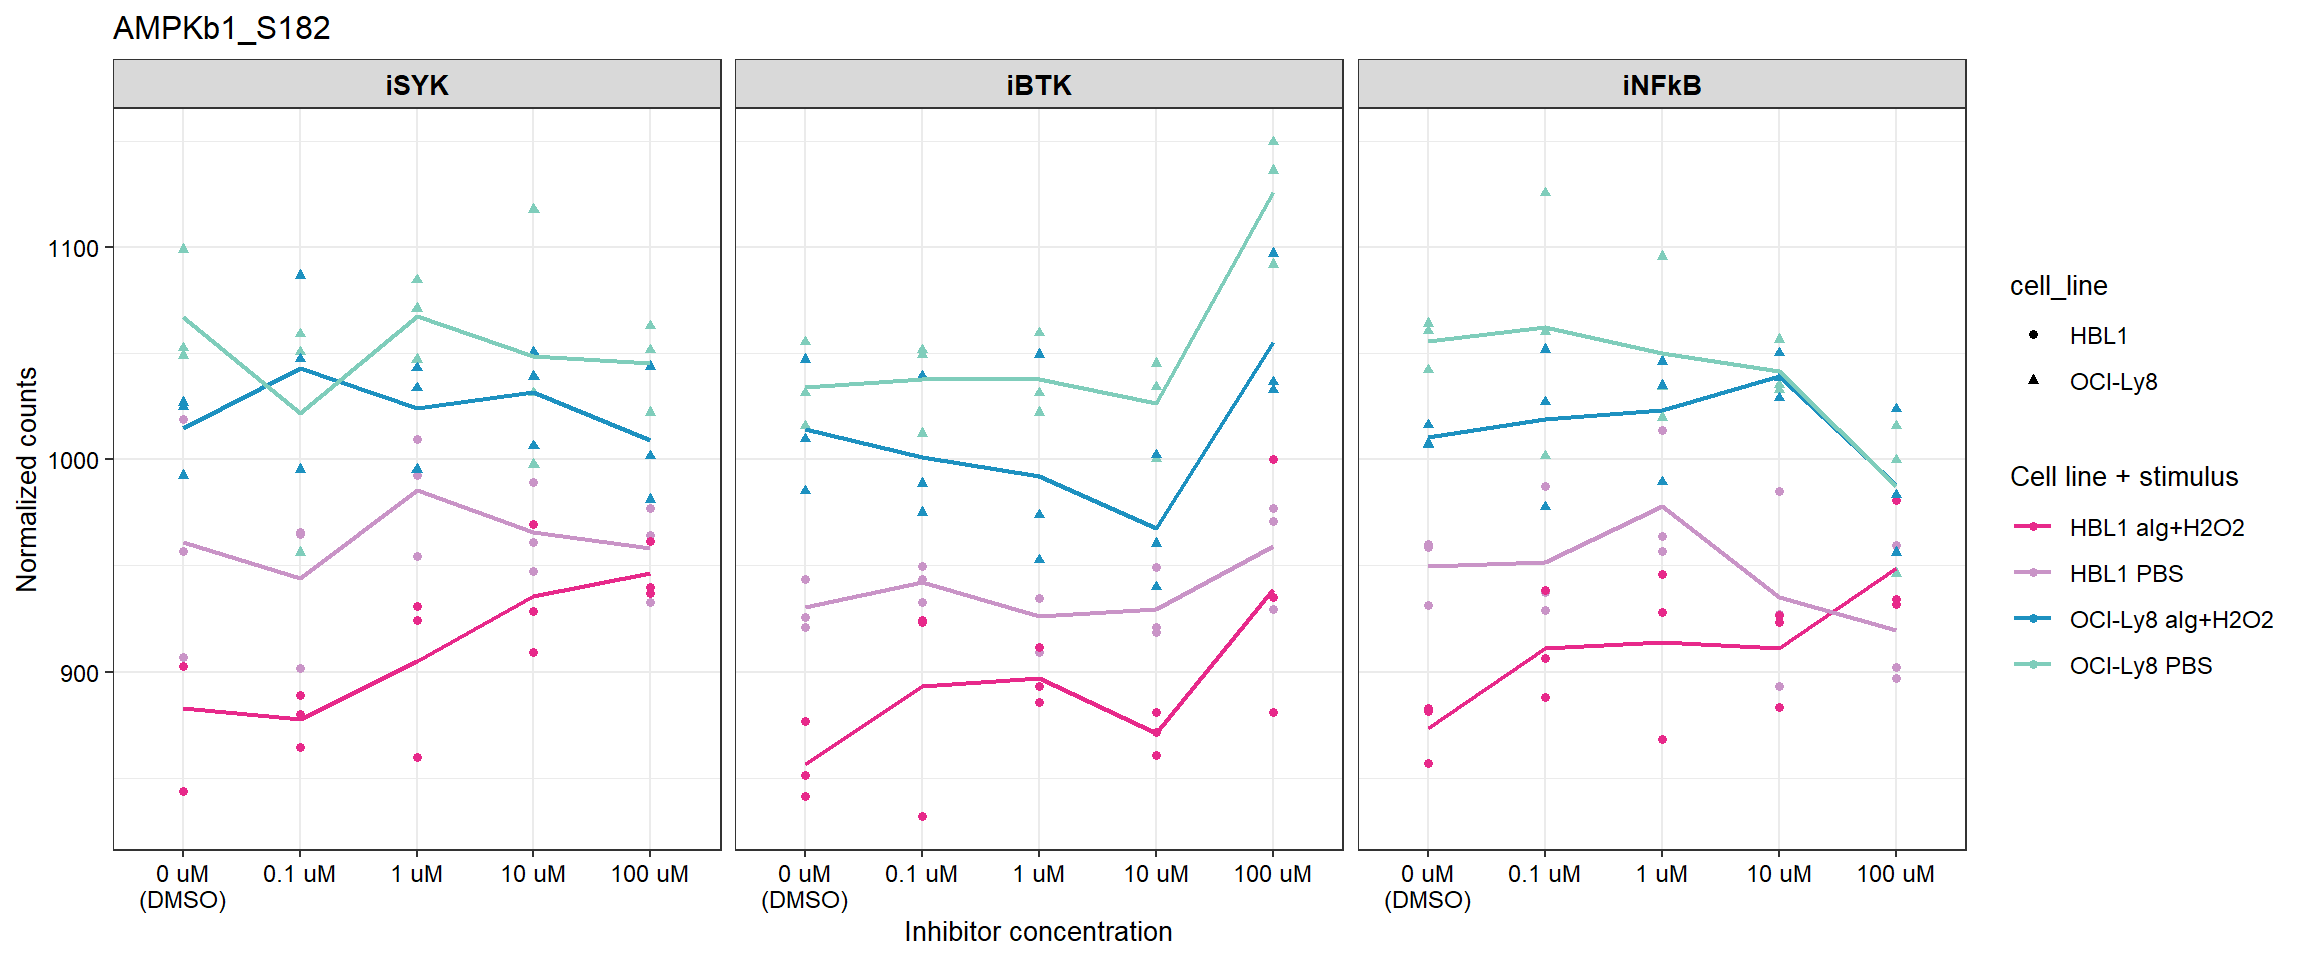 AMPKb1_S182
iSYK
iBTK
iNFkB
Normalized counts
1100
1000
900
0 uM
(DMSO)
0.1 uM
1 uM
10 uM
100 uM
0 uM
(DMSO)
0.1 uM
1 uM
10 uM
100 uM
0 uM
(DMSO)
0.1 uM
1 uM
10 uM
100 uM
Inhibitor concentration
cell_line
HBL1
OCI-Ly8
Cell line + stimulus
HBL1 aIg+H2O2
HBL1 PBS
OCI-Ly8 aIg+H2O2
OCI-Ly8 PBS